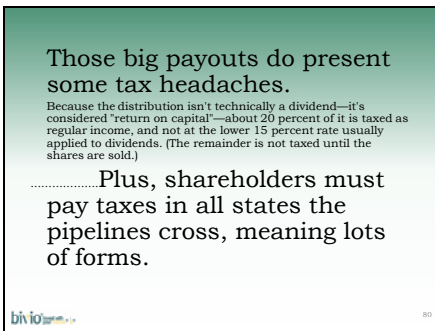 Those big payouts do present
some tax headaches.
Because the distribution isn't technically a dividend—it's
considered "return on capital"—about 20 percent of it is taxed as
regular income, and not at the lower 15 percent rate usually
applied to dividends. (The remainder is not taxed until the
shares are sold.)
...................Plus, shareholders must
pay taxes in all states the
pipelines cross, meaning lots
of forms.
bivio
80